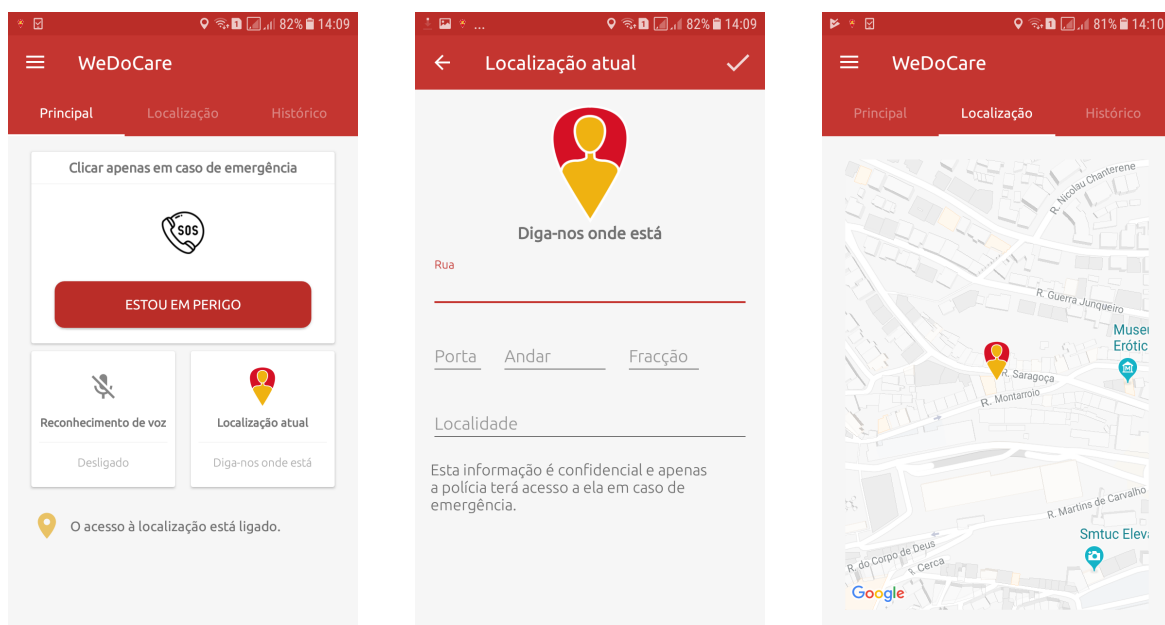 82% 14:09
WeDoCare
Principal Localização Histórico
Clicar apenas em caso de emergência
SOS
ESTOU EM PERIGO
Reconhecimento de voz
Desligado
Localização atual
Diga-nos onde está
O acesso à localização está ligado.
... 1 82% 14:09
Localização atual
Diga-nos onde está
Rua
Porta Andar Fracção
Localidade
Esta informação é confidencial e apenas
a polícia terá acesso a ela em caso de
emergência.
81% 14:10
WeDoCare
Principal Localização Histórico
R. Nicolau Chanterene
R. Guerra Junqueiro
Museu
Erótic
R. Saragoça
R. Montarroio
R. Martins de Carvalho
Smtuc Eleva
R. do Corpo de Deus
Cerca
Google